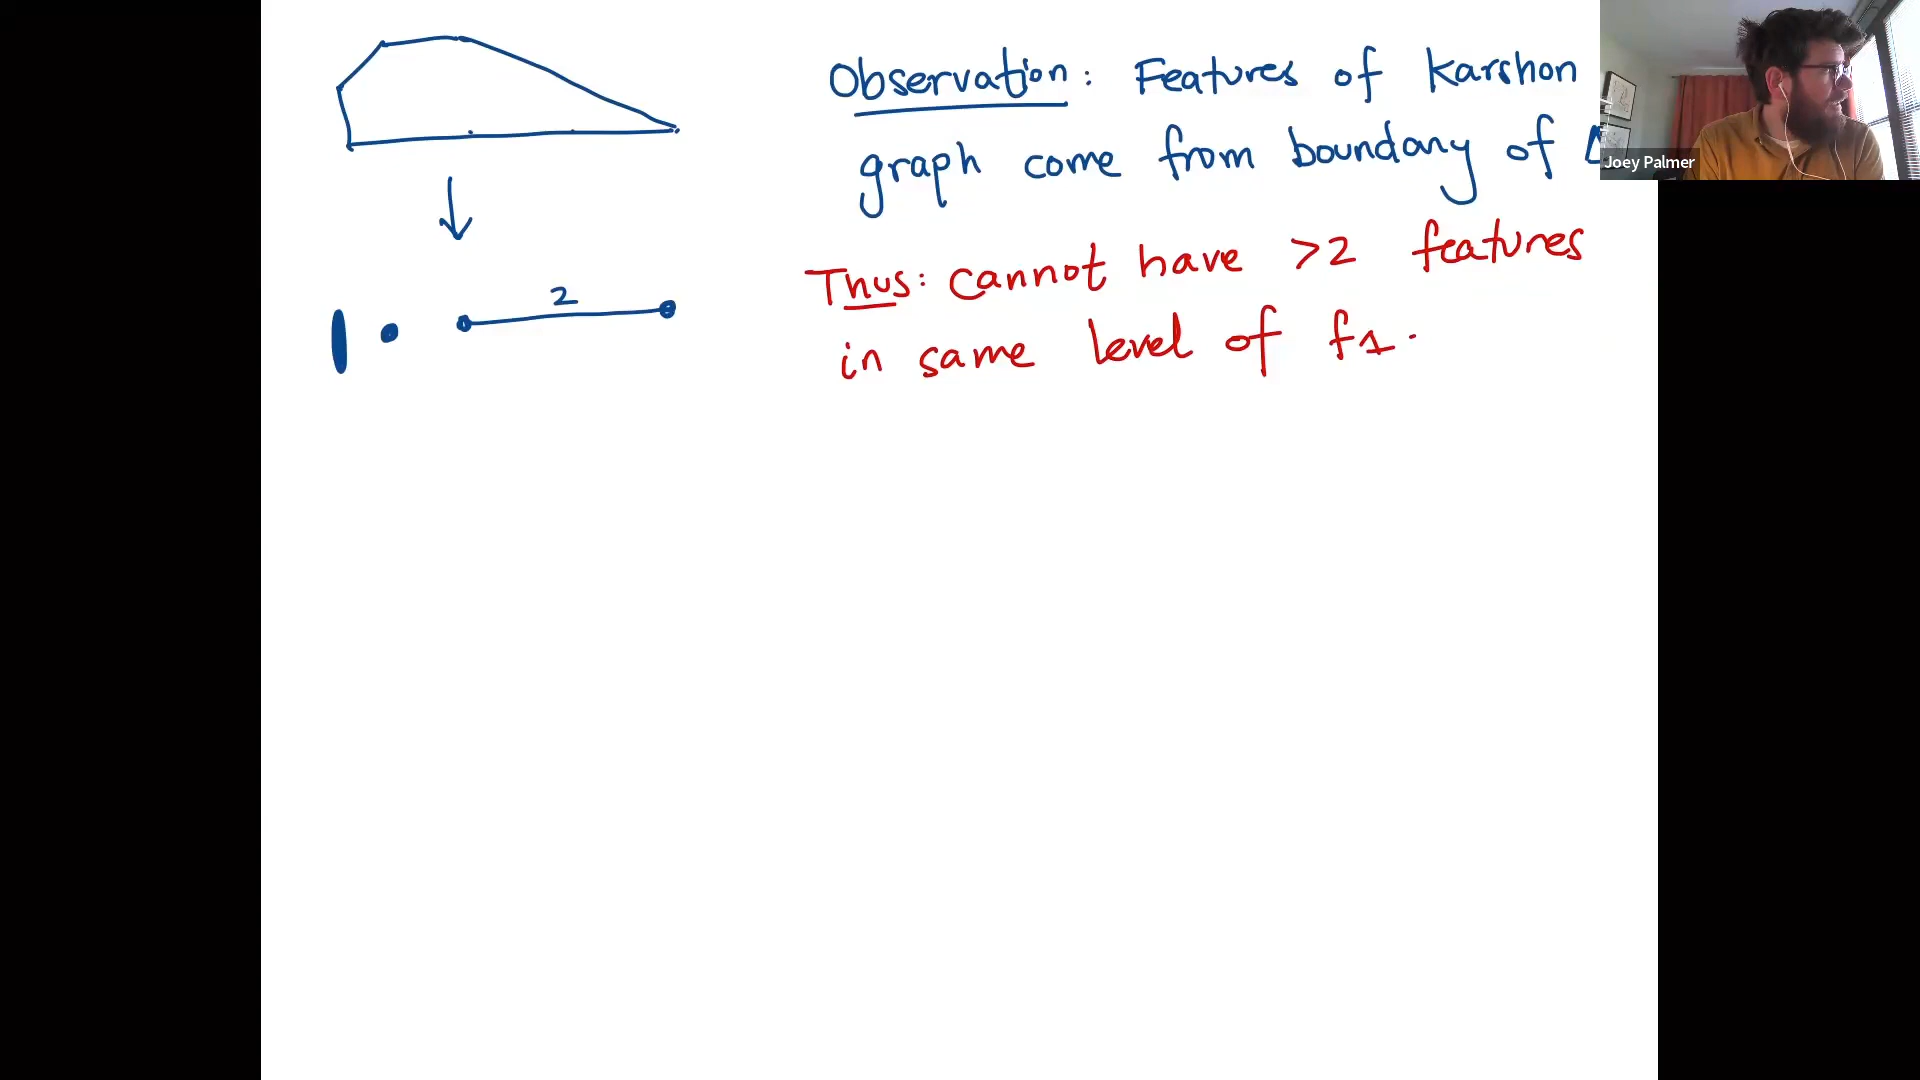 Observation: Features of Karshon
graph come from boundary of
Thus: cannot have >2 features
in same level of f1.
2
Joey Palmer